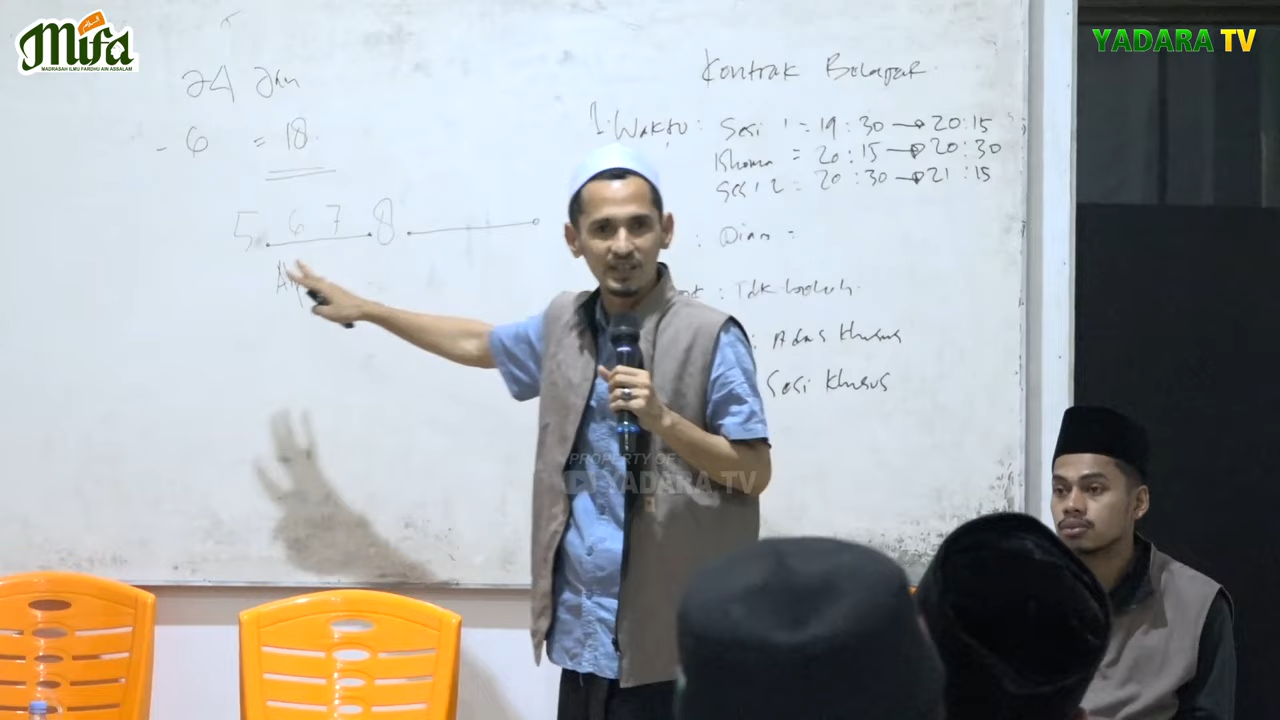 Mifa
MADRASAH ILMU FARDHU AIN ASSALAM
YADARA TV
24 Jam
- 6 = 18
5 6 7 8
Kontrak Belajar
1. Waktu : Sesi 1 = 19:30 → 20:15
= 20:15 → 20:30
Sesi 2 = 20:30 → 21:15
:
: Tdk boleh
: Adas khusus
Sesi Khusus
PROPERTY OF
YADARA TV